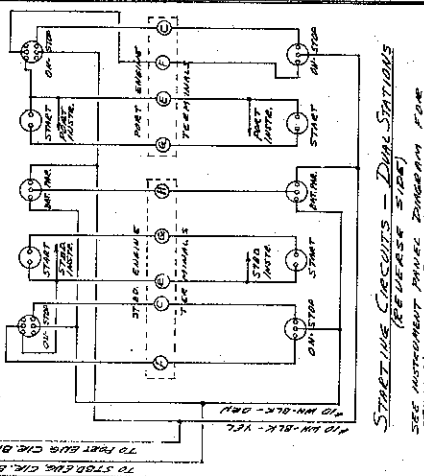 ON-STOP
START
STBD
INSTR.
BAT. PAR.
START
PORT
INSTR.
ON-STOP
STBD. ENGINE
PORT ENGINE
F
C
E
G
H
G
E
F
C
TERMINALS
TERMINALS
STBD
INSTR.
PORT
INSTR.
ON-STOP
START
BAT. PAR.
START
ON-STOP
#10 WH-BLK-YEL
#10 WH-BLK-BRN
TO PORT ENG. CIR. BR
TO STBD ENG. CIR. B
STARTING CIRCUITS - DUAL STATIONS
(REVERSE SIDE)
SEE INSTRUMENT PANEL DIAGRAM FOR